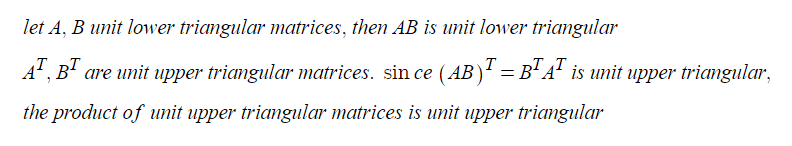 let A, B unit lower triangular matrices, then AB is unit lower triangular
A^T, B^T are unit upper triangular matrices. sin ce (AB)^T = B^T A^T is unit upper triangular,
the product of unit upper triangular matrices is unit upper triangular